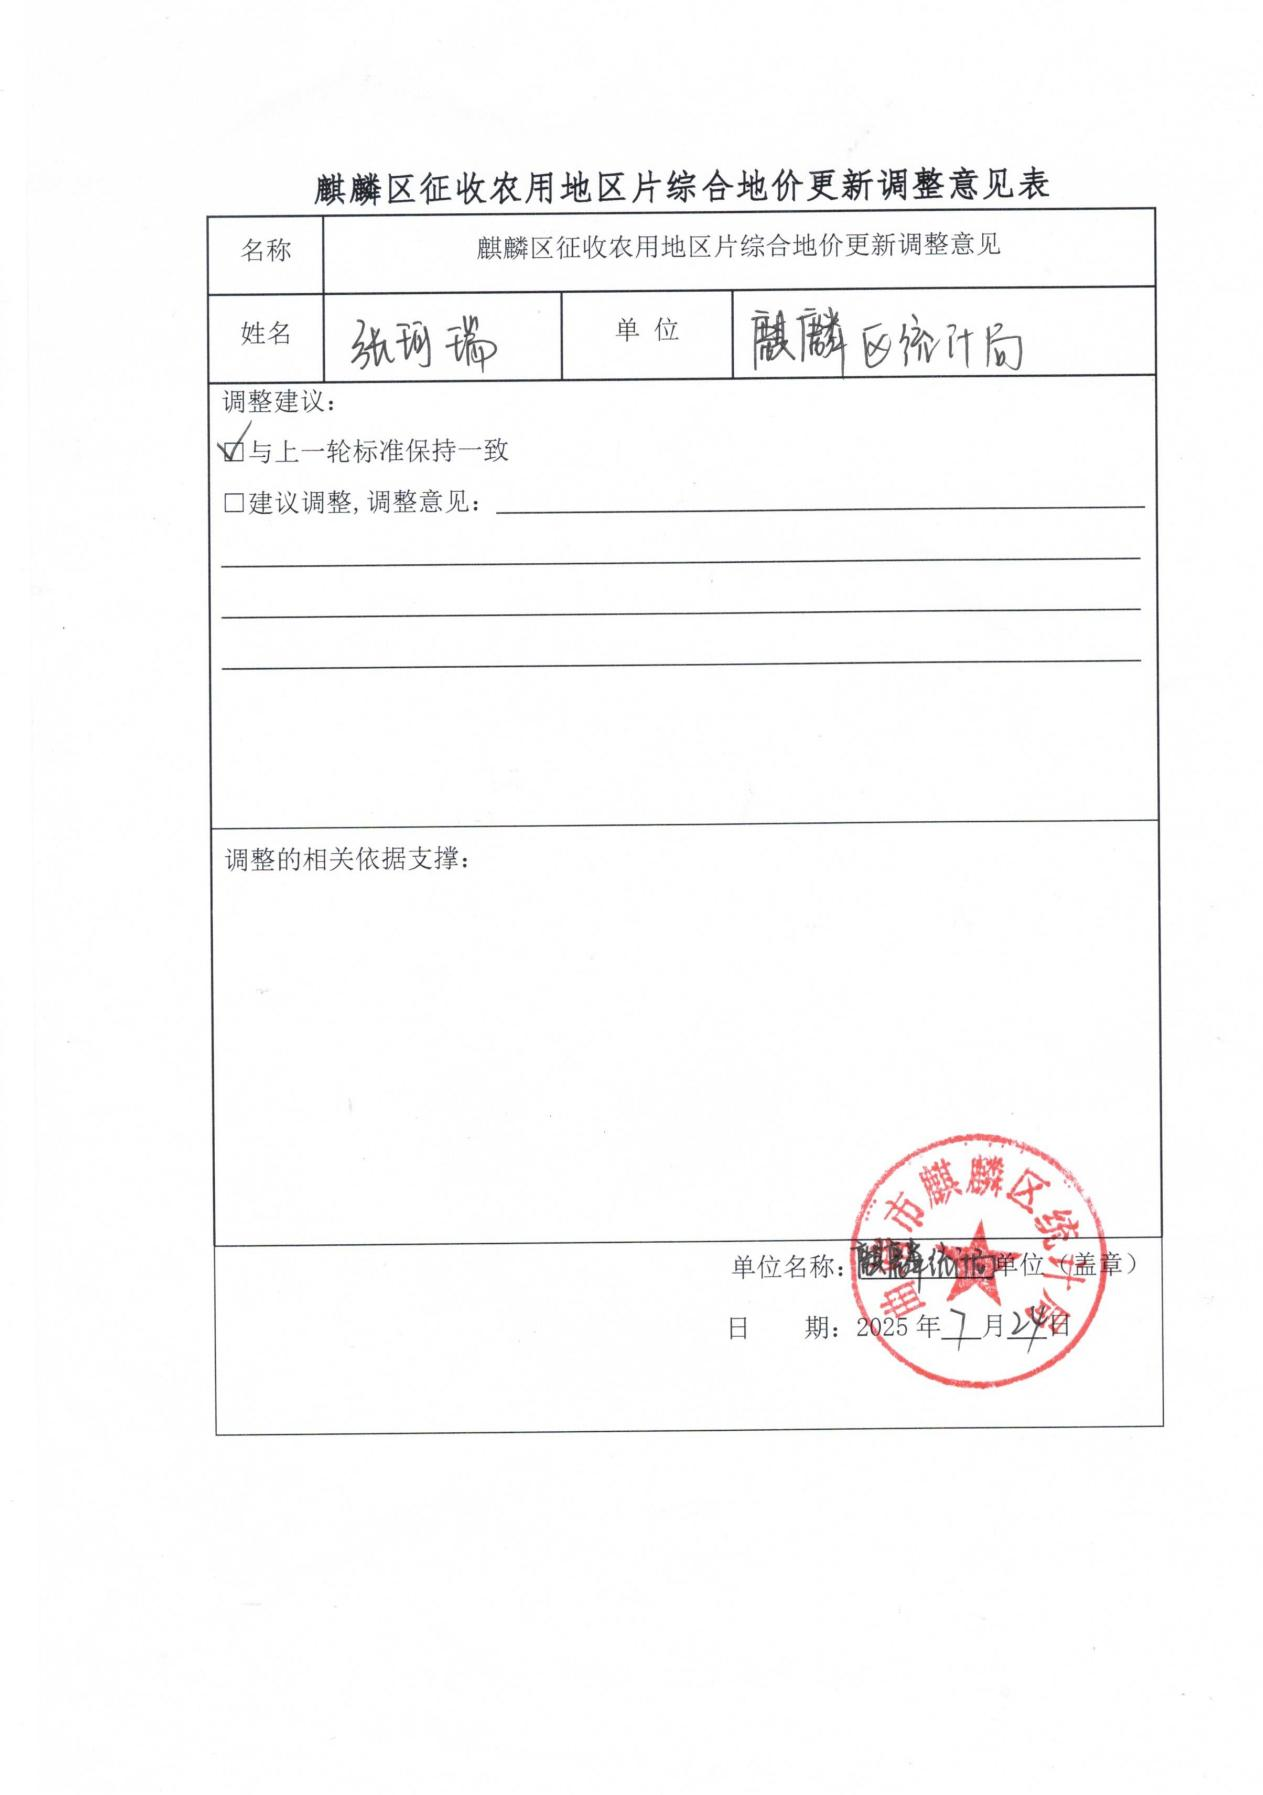 麒麟区征收农用地区片综合地价更新调整意见表
名称 麒麟区征收农用地区片综合地价更新调整意见
姓名 张珂瑞 单 位 麒麟区统计局
调整建议：
☑与上一轮标准保持一致
□建议调整,调整意见：
调整的相关依据支撑：
曲靖市麒麟区统计局
单位名称：麒麟统计局单位（盖章）
日 期：2025年7月24日